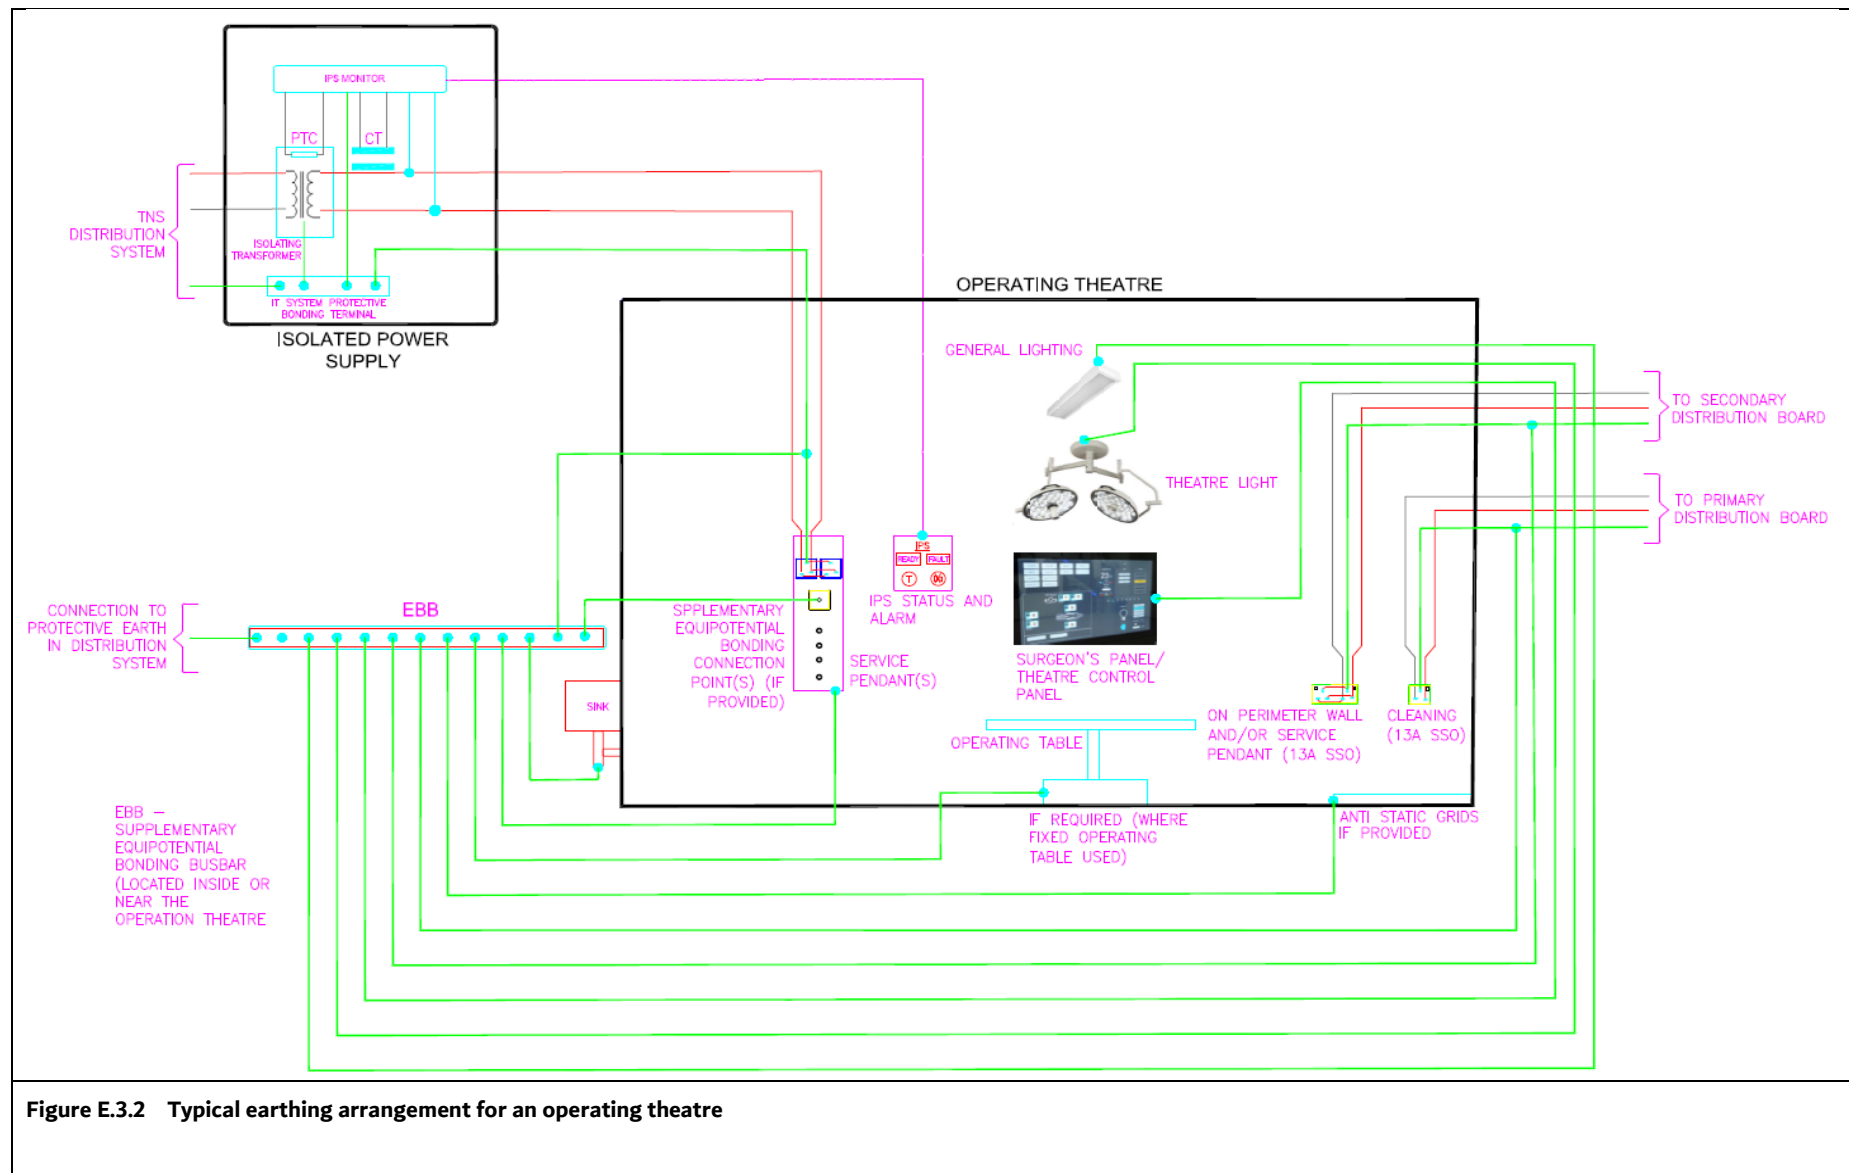 IPS MONITOR
PTC
CT
TNS
DISTRIBUTION
SYSTEM
ISOLATING
TRANSFORMER
IT SYSTEM PROTECTIVE
BONDING TERMINAL
ISOLATED POWER
SUPPLY
OPERATING THEATRE
GENERAL LIGHTING
TO SECONDARY
DISTRIBUTION BOARD
THEATRE LIGHT
TO PRIMARY
DISTRIBUTION BOARD
IPS
READY
FAULT
T
IPS STATUS AND
ALARM
CONNECTION TO
PROTECTIVE EARTH
IN DISTRIBUTION
SYSTEM
EBB
SPPLEMENTARY
EQUIPOTENTIAL
BONDING
CONNECTION
POINT(S) (IF
PROVIDED)
SERVICE
PENDANT(S)
SURGEON'S PANEL/
THEATRE CONTROL
PANEL
SINK
OPERATING TABLE
ON PERIMETER WALL
AND/OR SERVICE
PENDANT (13A SSO)
CLEANING
(13A SSO)
EBB –
SUPPLEMENTARY
EQUIPOTENTIAL
BONDING BUSBAR
(LOCATED INSIDE OR
NEAR THE
OPERATION THEATRE
IF REQUIRED (WHERE
FIXED OPERATING
TABLE USED)
ANTI STATIC GRIDS
IF PROVIDED
Figure E.3.2 Typical earthing arrangement for an operating theatre